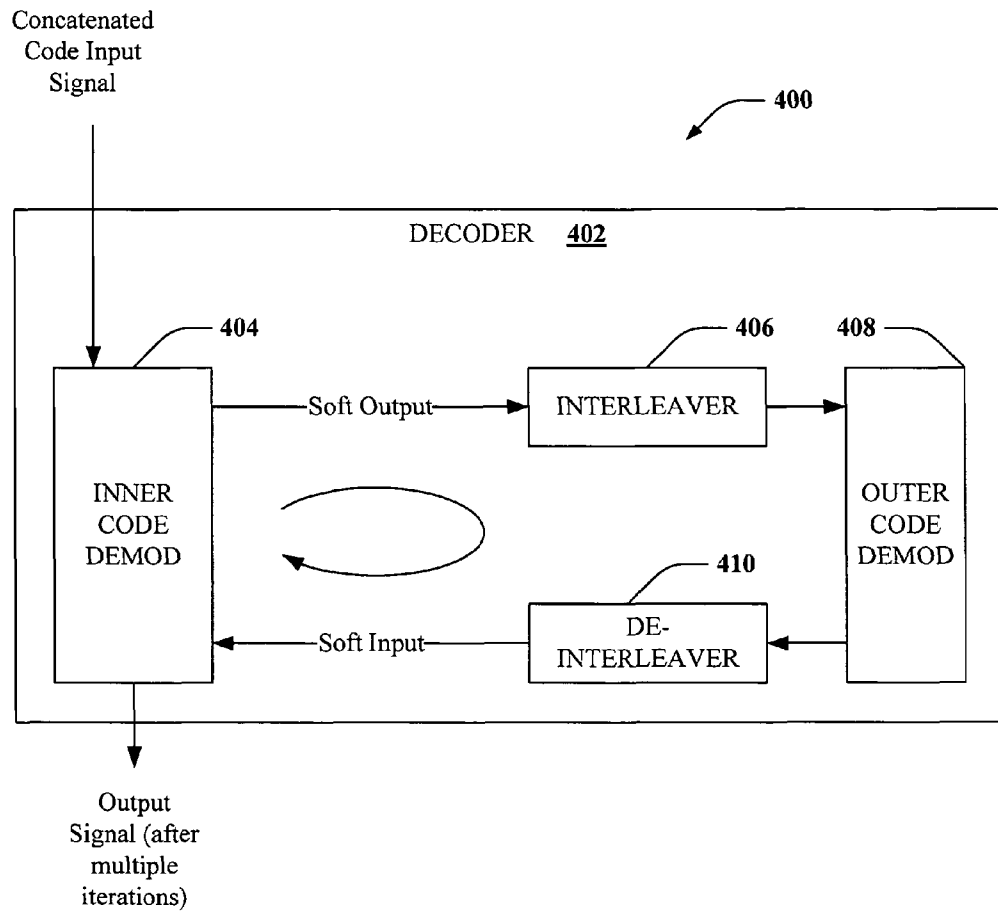 Concatenated
Code Input
Signal
400
DECODER 402
404
406
408
Soft Output
INTERLEAVER
INNER
CODE
DEMOD
OUTER
CODE
DEMOD
410
Soft Input
DE-
INTERLEAVER
Output
Signal (after
multiple
iterations)